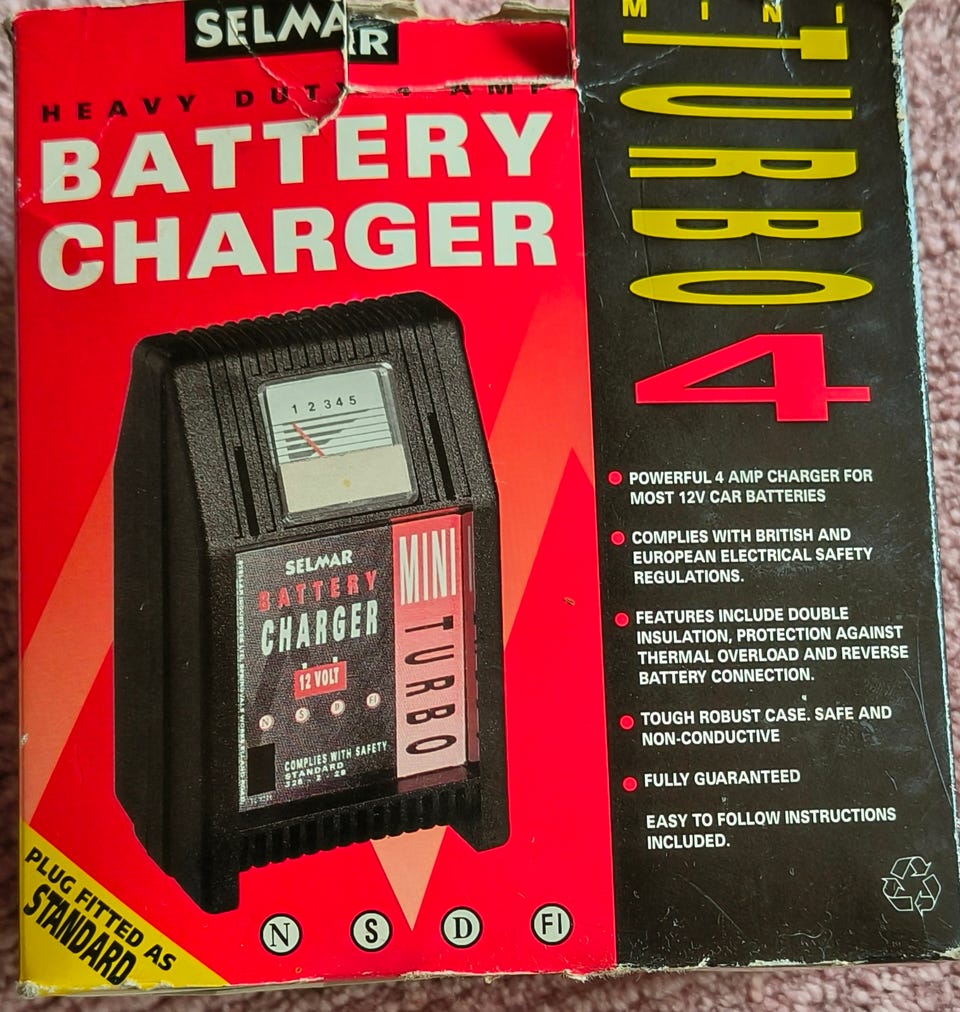 SELMAR
HEAVY DUTY 4 AMP
BATTERY
CHARGER
1 2 3 4 5
SELMAR
BATTERY
CHARGER
12 VOLT
N S D FI
COMPLIES WITH SAFETY
STANDARD
MINI
TURBO
PLUG FITTED AS
STANDARD
N S D FI
MINI
TURBO
4
POWERFUL 4 AMP CHARGER FOR
MOST 12V CAR BATTERIES
COMPLIES WITH BRITISH AND
EUROPEAN ELECTRICAL SAFETY
REGULATIONS.
FEATURES INCLUDE DOUBLE
INSULATION, PROTECTION AGAINST
THERMAL OVERLOAD AND REVERSE
BATTERY CONNECTION.
TOUGH ROBUST CASE. SAFE AND
NON-CONDUCTIVE
FULLY GUARANTEED
EASY TO FOLLOW INSTRUCTIONS
INCLUDED.